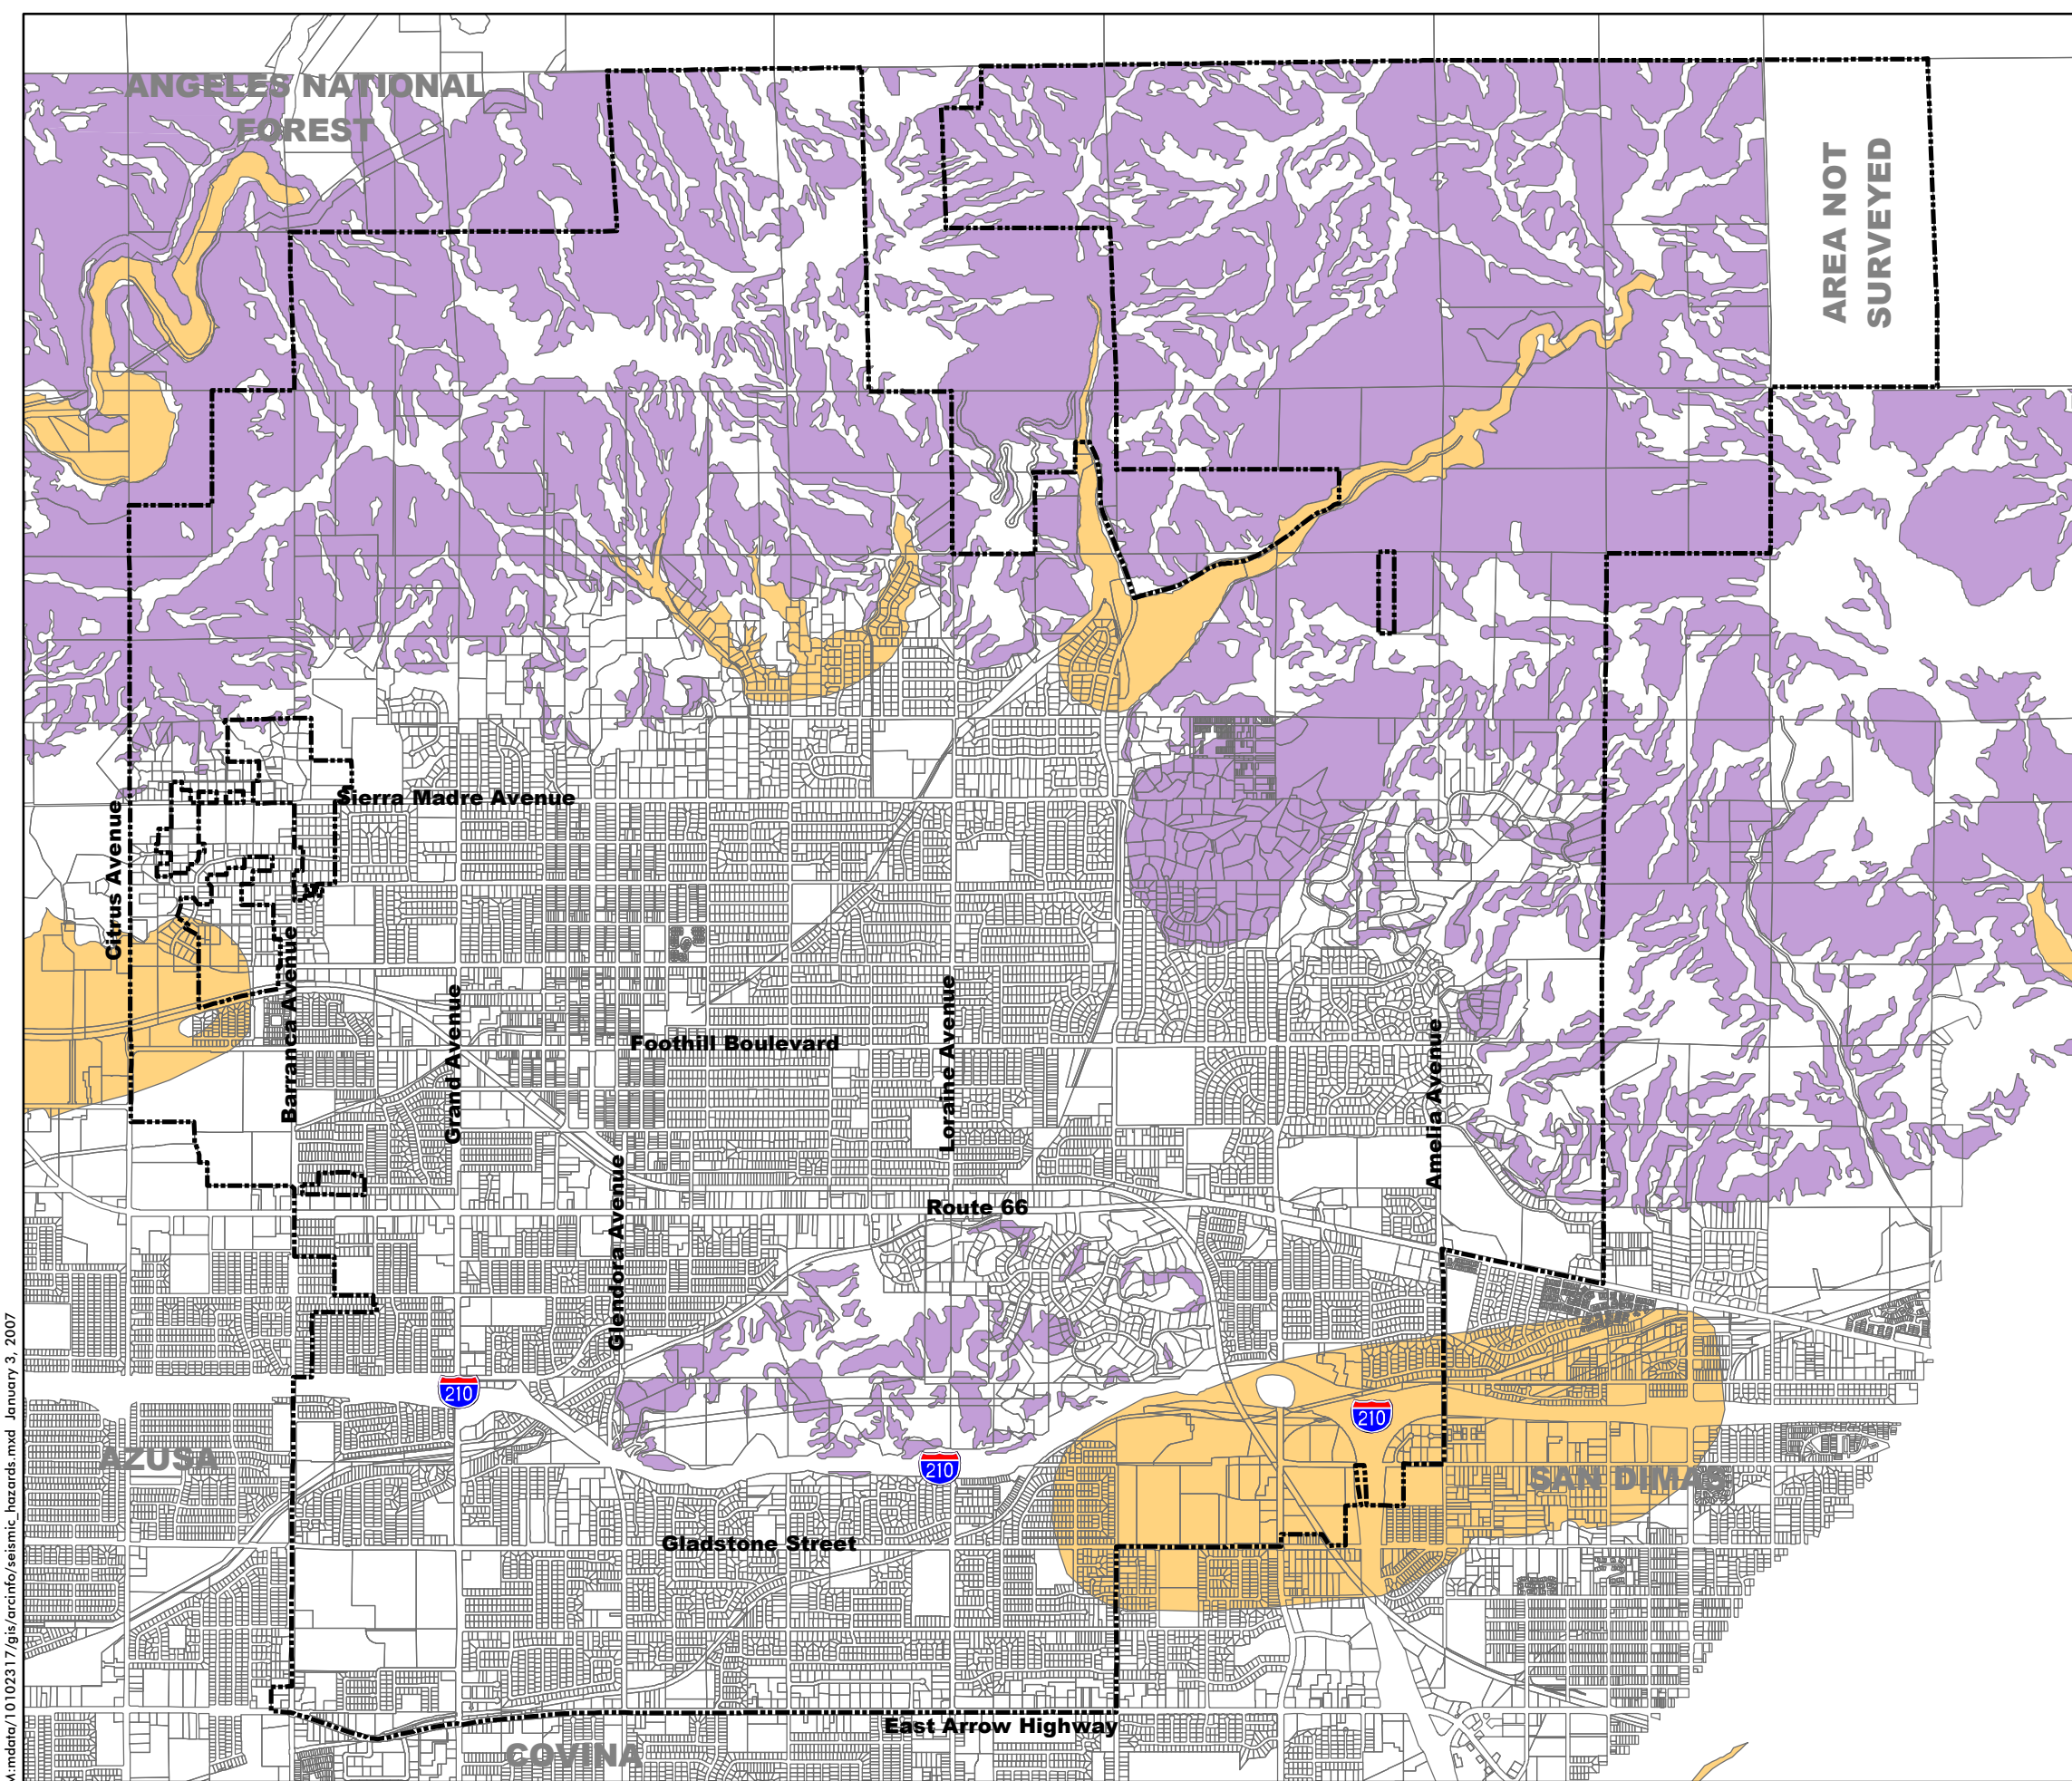 ANGELES NATIONAL
FOREST
AREA NOT
SURVEYED
Sierra Madre Avenue
Citrus Avenue
Barranca Avenue
Grand Avenue
Foothill Boulevard
Loraine Avenue
Amelia Avenue
Glendora Avenue
Route 66
210
210
210
AZUSA
SAN DIMAS
Gladstone Street
East Arrow Highway
COVINA
M:mdata/10102317/gis/arcinfo/seismic_hazards.mxd January 3, 2007